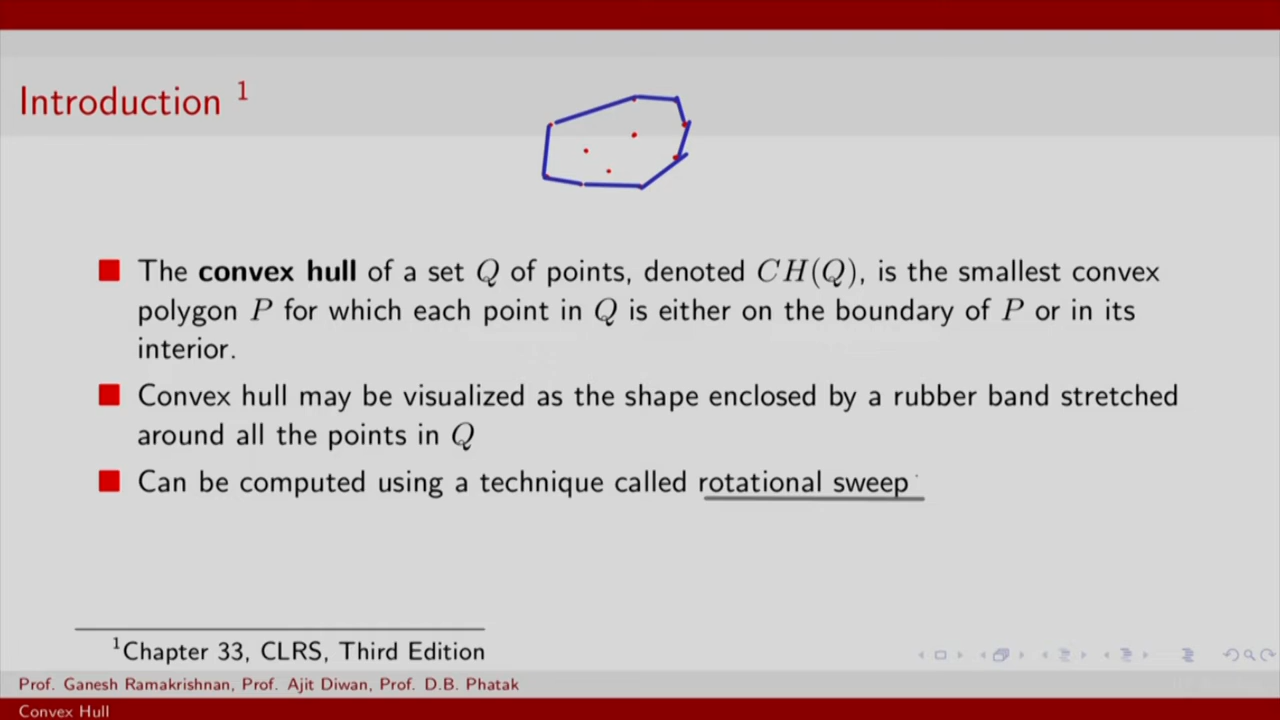 Introduction 1
The convex hull of a set Q of points, denoted CH(Q), is the smallest convex
polygon P for which each point in Q is either on the boundary of P or in its
interior.
Convex hull may be visualized as the shape enclosed by a rubber band stretched
around all the points in Q
Can be computed using a technique called rotational sweep
1Chapter 33, CLRS, Third Edition
Prof. Ganesh Ramakrishnan, Prof. Ajit Diwan, Prof. D.B. Phatak
Convex Hull